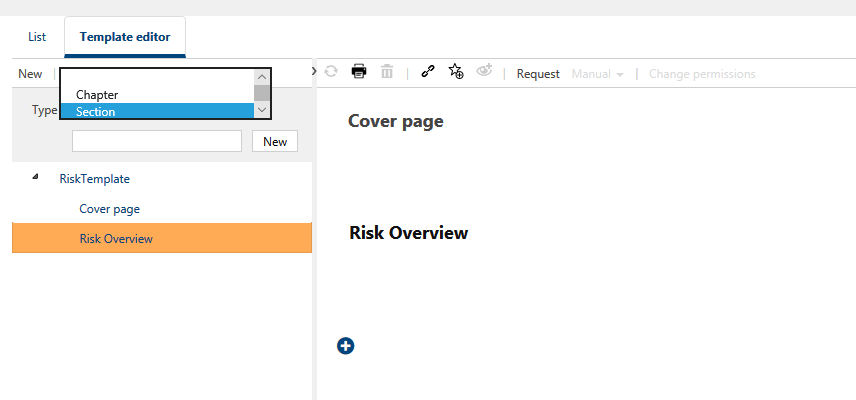 List
Template editor
New
Chapter
Section
Type
New
RiskTemplate
Cover page
Risk Overview
Request
Manual
Change permissions
Cover page
Risk Overview